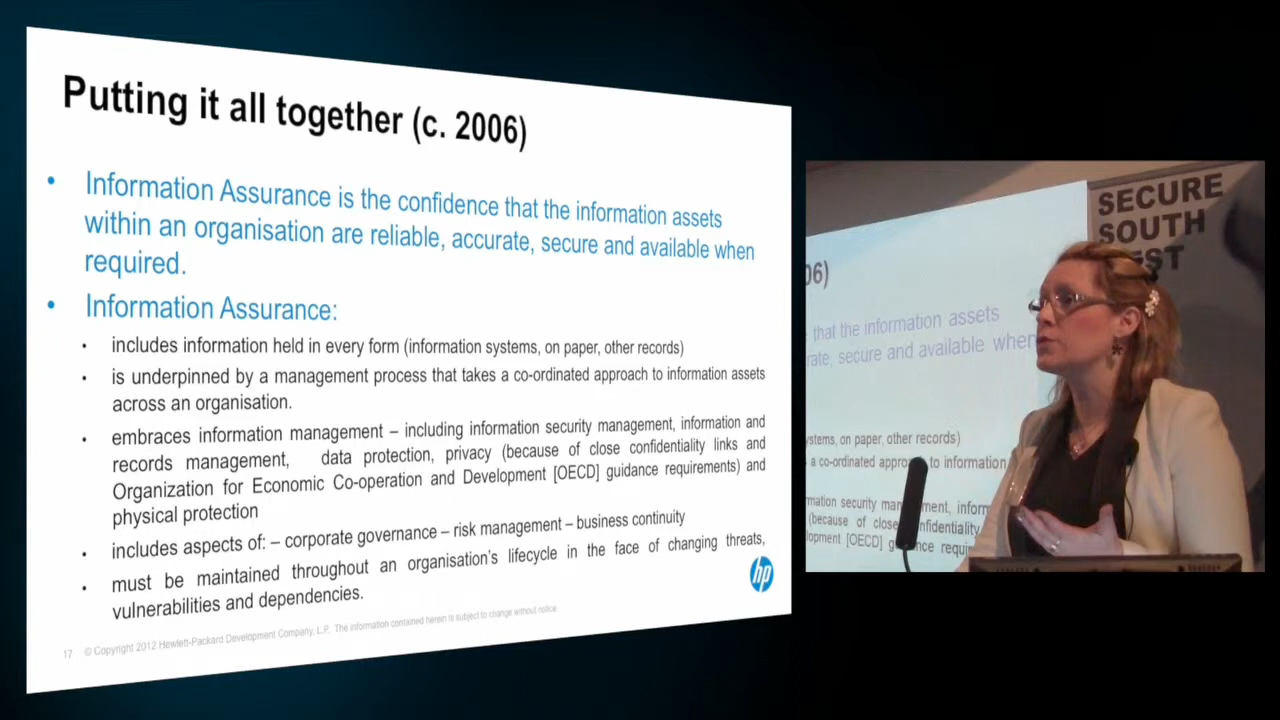 Putting it all together (c. 2006)
• Information Assurance is the confidence that the information assets
within an organisation are reliable, accurate, secure and available when
required.
• Information Assurance:
• includes information held in every form (information systems, on paper, other records)
• is underpinned by a management process that takes a co-ordinated approach to information assets
across an organisation.
• embraces information management – including information security management, information and
records management, data protection, privacy (because of close confidentiality links and
Organization for Economic Co-operation and Development [OECD] guidance requirements) and
physical protection
• includes aspects of: – corporate governance – risk management – business continuity
• must be maintained throughout an organisation's lifecycle in the face of changing threats,
vulnerabilities and dependencies.
hp
17 © Copyright 2012 Hewlett-Packard Development Company, L.P. The information contained herein is subject to change without notice.
SECURE
SOUTH
EST
06)
that the information assets
rate, secure and available when
stems, on paper, other records)
a co-ordinated appro to information
mation security man ment, inform
(because of close nfidentiality
lopment [OECD] g nce requi